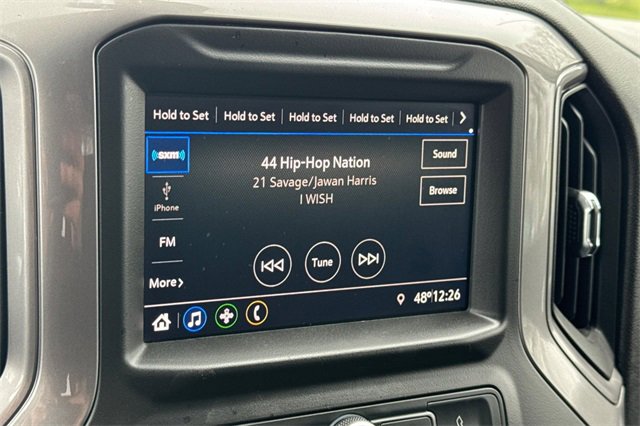 Hold to Set Hold to Set Hold to Set Hold to Set Hold to Set >
((sxm))
44 Hip-Hop Nation
Sound
21 Savage/Jawan Harris
I WISH
Browse
iPhone
FM
Tune
More >
48° 12:26